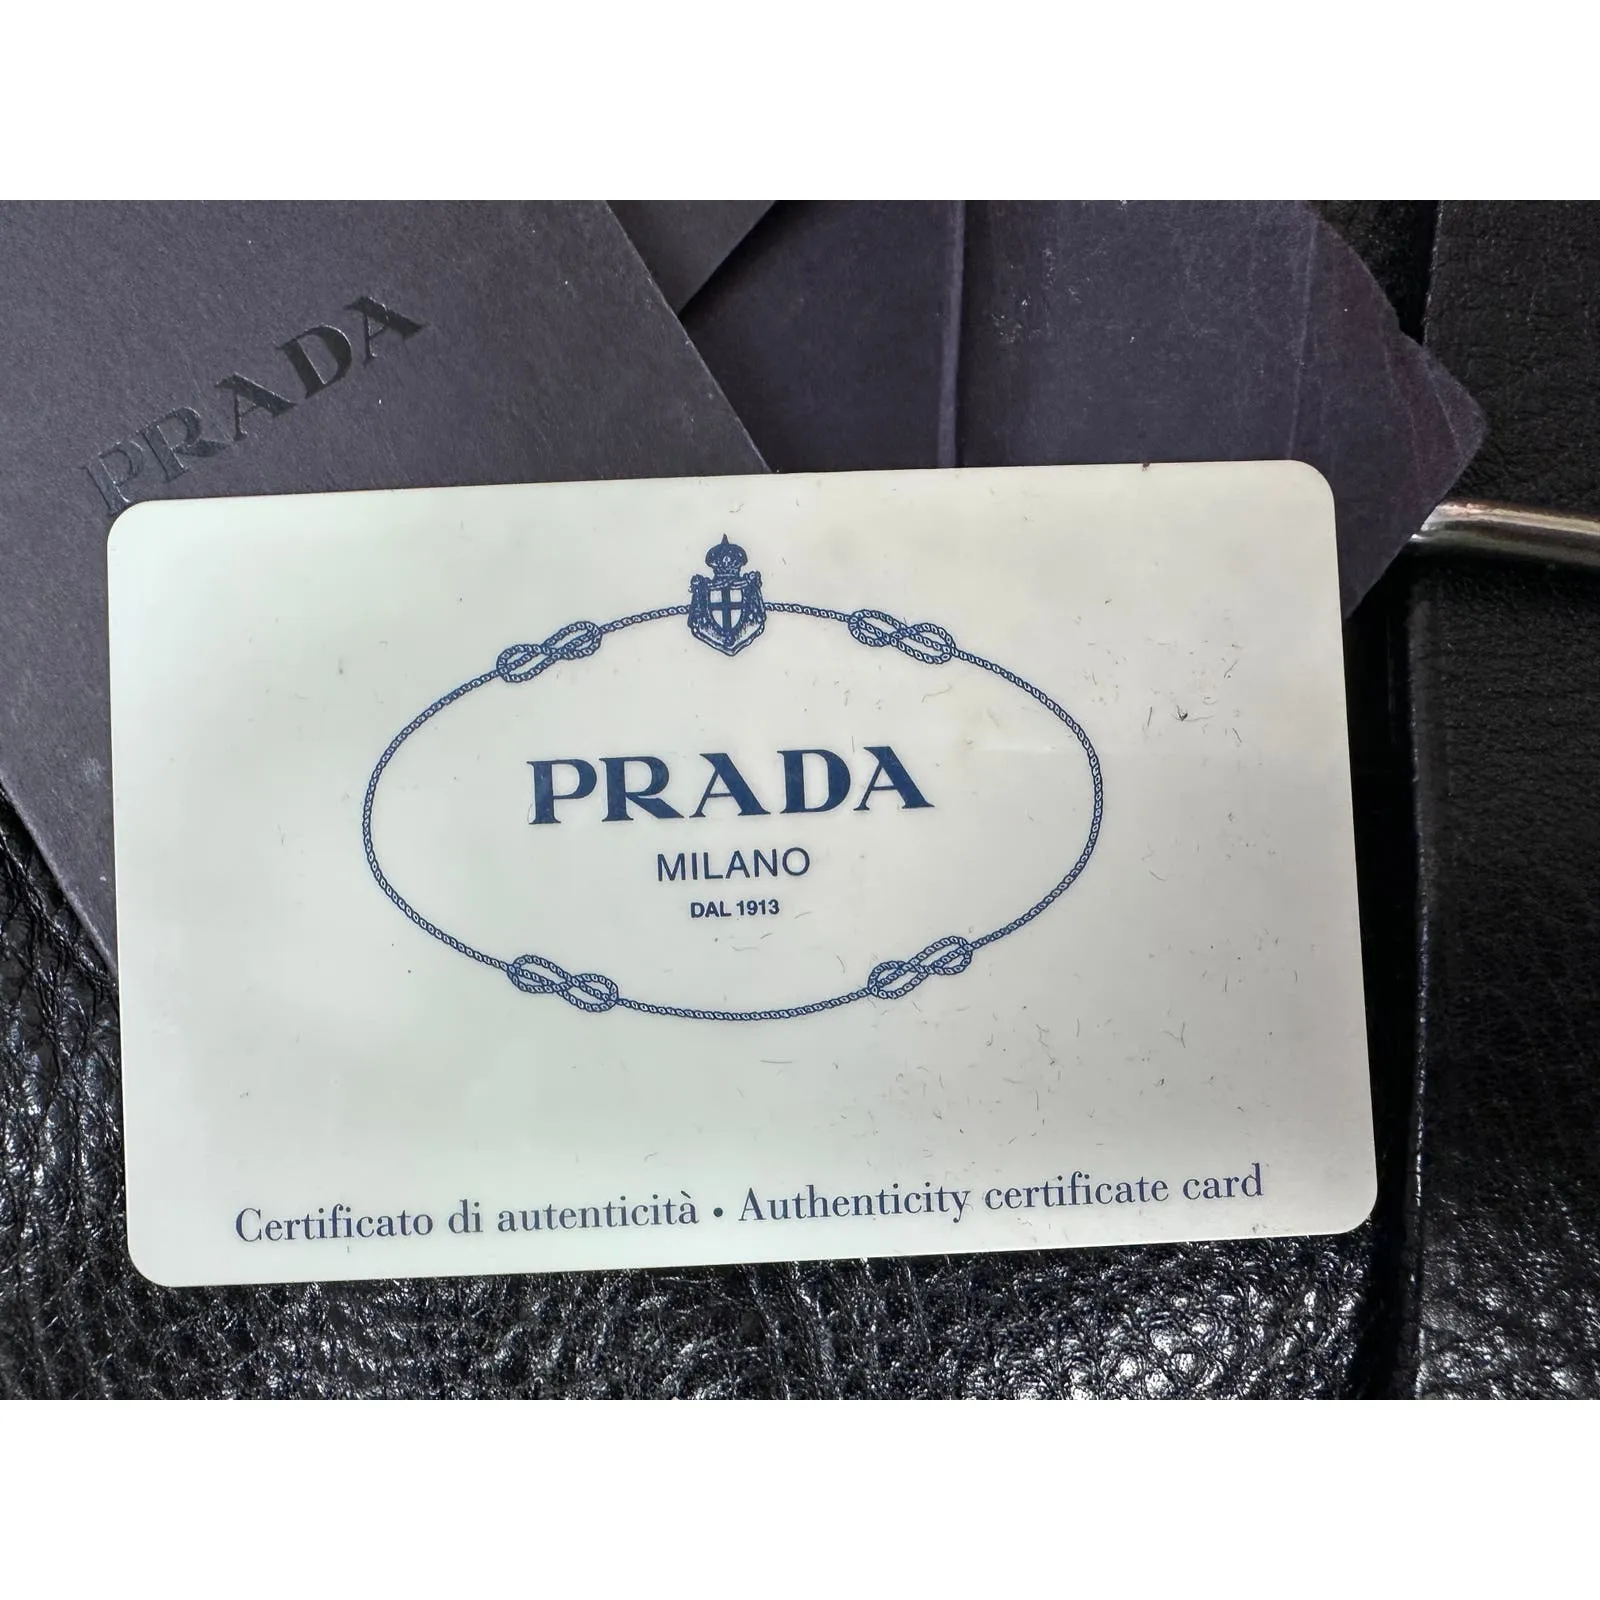 PRADA
PRADA
MILANO
DAL 1913
Certificato di autenticità • Authenticity certificate card